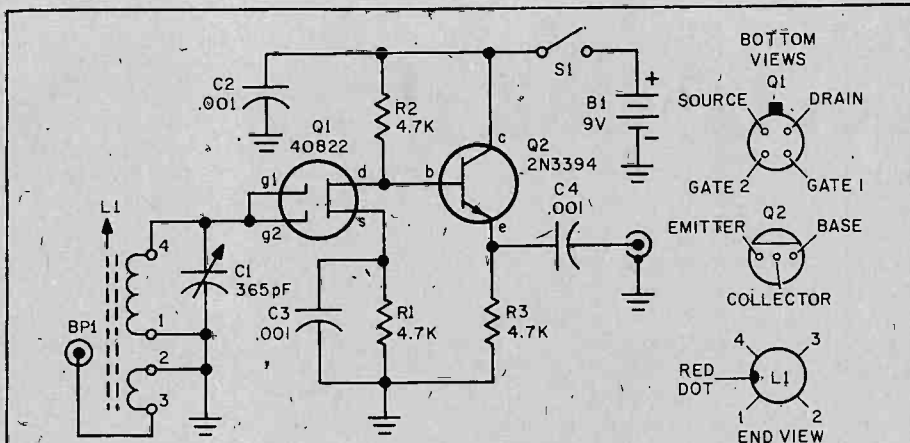 C2
.001
R2
4.7K
S1
+
B1
9V
-
Q1
40822
g1
g2
d
s
b
c
e
Q2
2N3394
C4
.001
L1
4
1
2
3
C1
365pF
BP1
C3
.001
R1
4.7K
R3
4.7K
BOTTOM
VIEWS
Q1
SOURCE
DRAIN
GATE 2
GATE 1
Q2
EMITTER
BASE
COLLECTOR
4
3
RED
DOT
L1
1
2
END VIEW